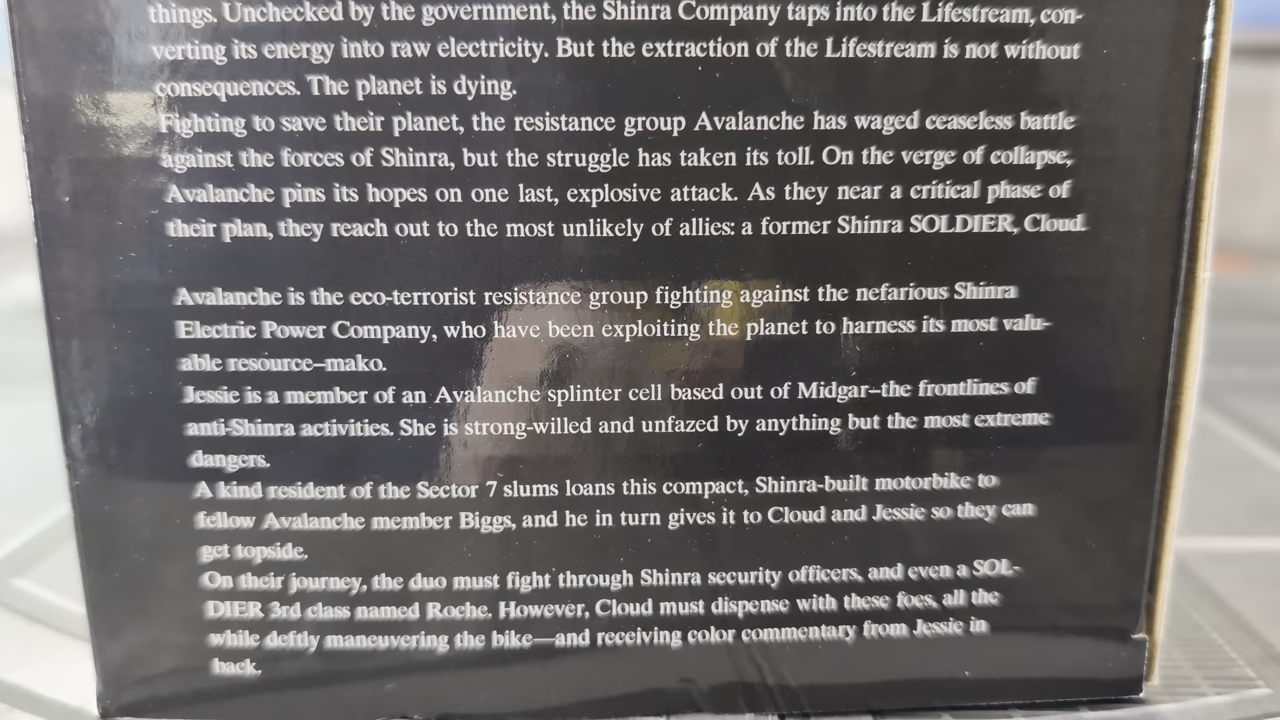 things. Unchecked by the government, the Shinra Company taps into the Lifestream, con-
verting its energy into raw electricity. But the extraction of the Lifestream is not without
consequences. The planet is dying.
Fighting to save their planet, the resistance group Avalanche has waged ceaseless battle
against the forces of Shinra, but the struggle has taken its toll. On the verge of collapse,
Avalanche pins its hopes on one last, explosive attack. As they near a critical phase of
their plan, they reach out to the most unlikely of allies: a former Shinra SOLDIER, Cloud.
Avalanche is the eco-terrorist resistance group fighting against the nefarious Shinra
Electric Power Company, who have been exploiting the planet to harness its most valu-
able resource–mako.
Jessie is a member of an Avalanche splinter cell based out of Midgar–the frontlines of
anti-Shinra activities. She is strong-willed and unfazed by anything but the most extreme
dangers.
A kind resident of the Sector 7 slums loans this compact, Shinra-built motorbike to
fellow Avalanche member Biggs, and he in turn gives it to Cloud and Jessie so they can
get topside.
On their journey, the duo must fight through Shinra security officers, and even a SOL-
DIER 3rd class named Roche. However, Cloud must dispense with these foes, all the
while deftly maneuvering the bike—and receiving color commentary from Jessie in
back.